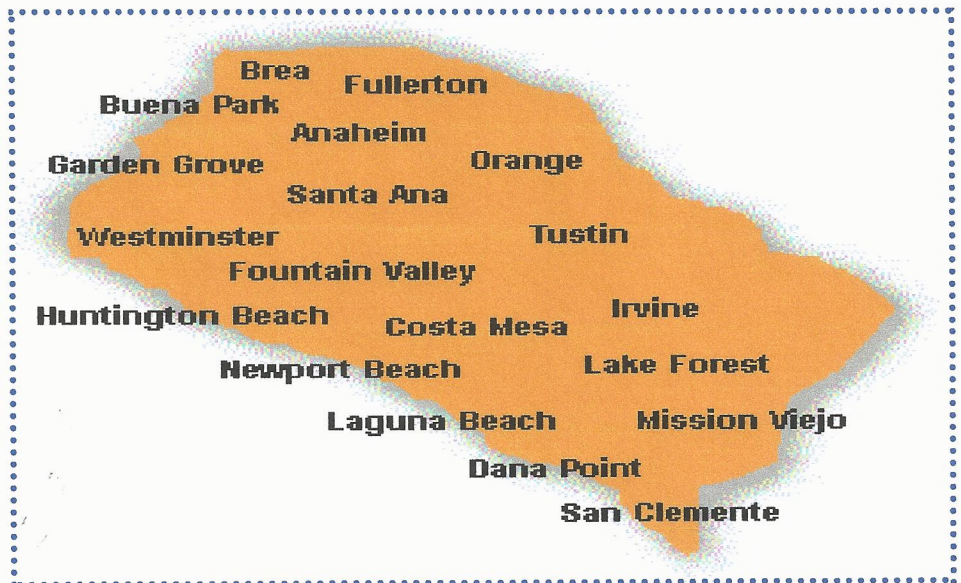 Brea
Fullerton
Buena Park
Anaheim
Garden Grove
Orange
Santa Ana
Westminster
Tustin
Fountain Valley
Huntington Beach
Irvine
Costa Mesa
Newport Beach
Lake Forest
Laguna Beach
Mission Viejo
Dana Point
San Clemente